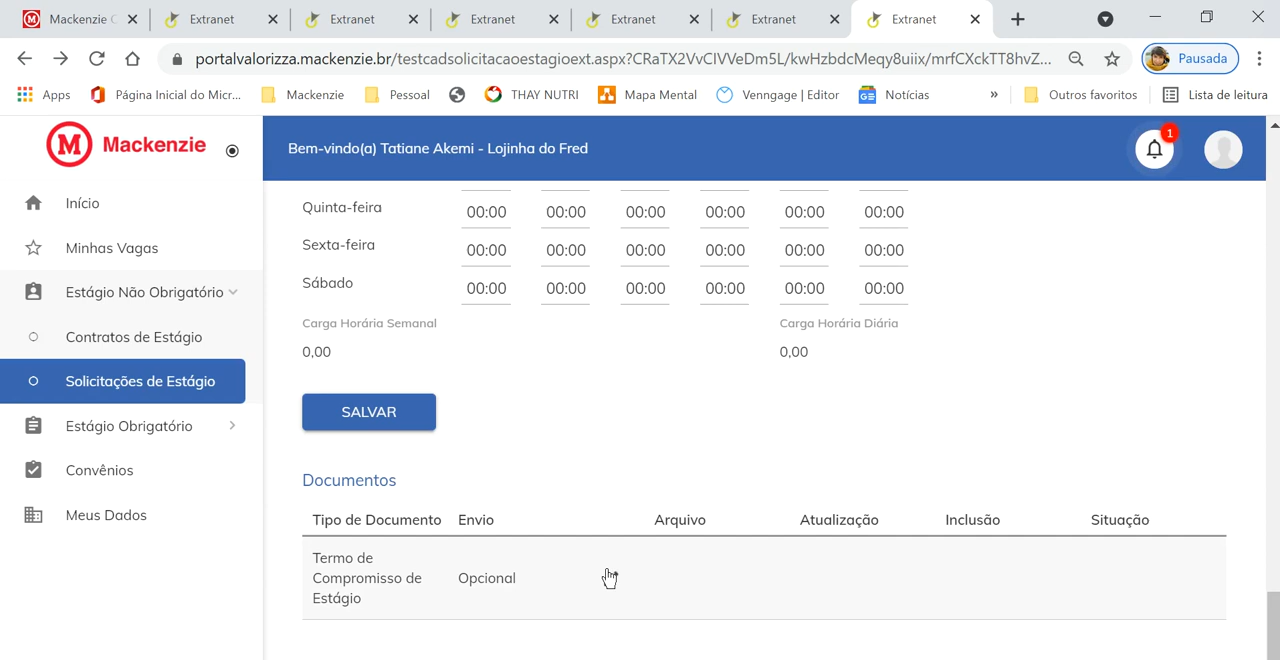 Mackenzie C
Extranet
Extranet
Extranet
Extranet
Extranet
Extranet
portalvalorizza.mackenzie.br/testcadsolicitacaoestagioext.aspx?CRaTX2VvCIVVeDm5L/kwHzbdcMeqy8uiix/mrfCXckTT8hvZ...
Pausada
Apps
Página Inicial do Micr...
Mackenzie
Pessoal
THAY NUTRI
Mapa Mental
Venngage | Editor
GE
Notícias
»
Outros favoritos
Lista de leitura
M Mackenzie
Bem-vindo(a) Tatiane Akemi - Lojinha do Fred
1
Início
Minhas Vagas
Estágio Não Obrigatório
Contratos de Estágio
Solicitações de Estágio
Estágio Obrigatório
Convênios
Meus Dados
Quinta-feira 00:00 00:00 00:00 00:00 00:00 00:00
Sexta-feira 00:00 00:00 00:00 00:00 00:00 00:00
Sábado 00:00 00:00 00:00 00:00 00:00 00:00
Carga Horária Semanal Carga Horária Diária
0,00 0,00
SALVAR
Documentos
Tipo de Documento Envio Arquivo Atualização Inclusão Situação
Termo de
Compromisso de Opcional
Estágio